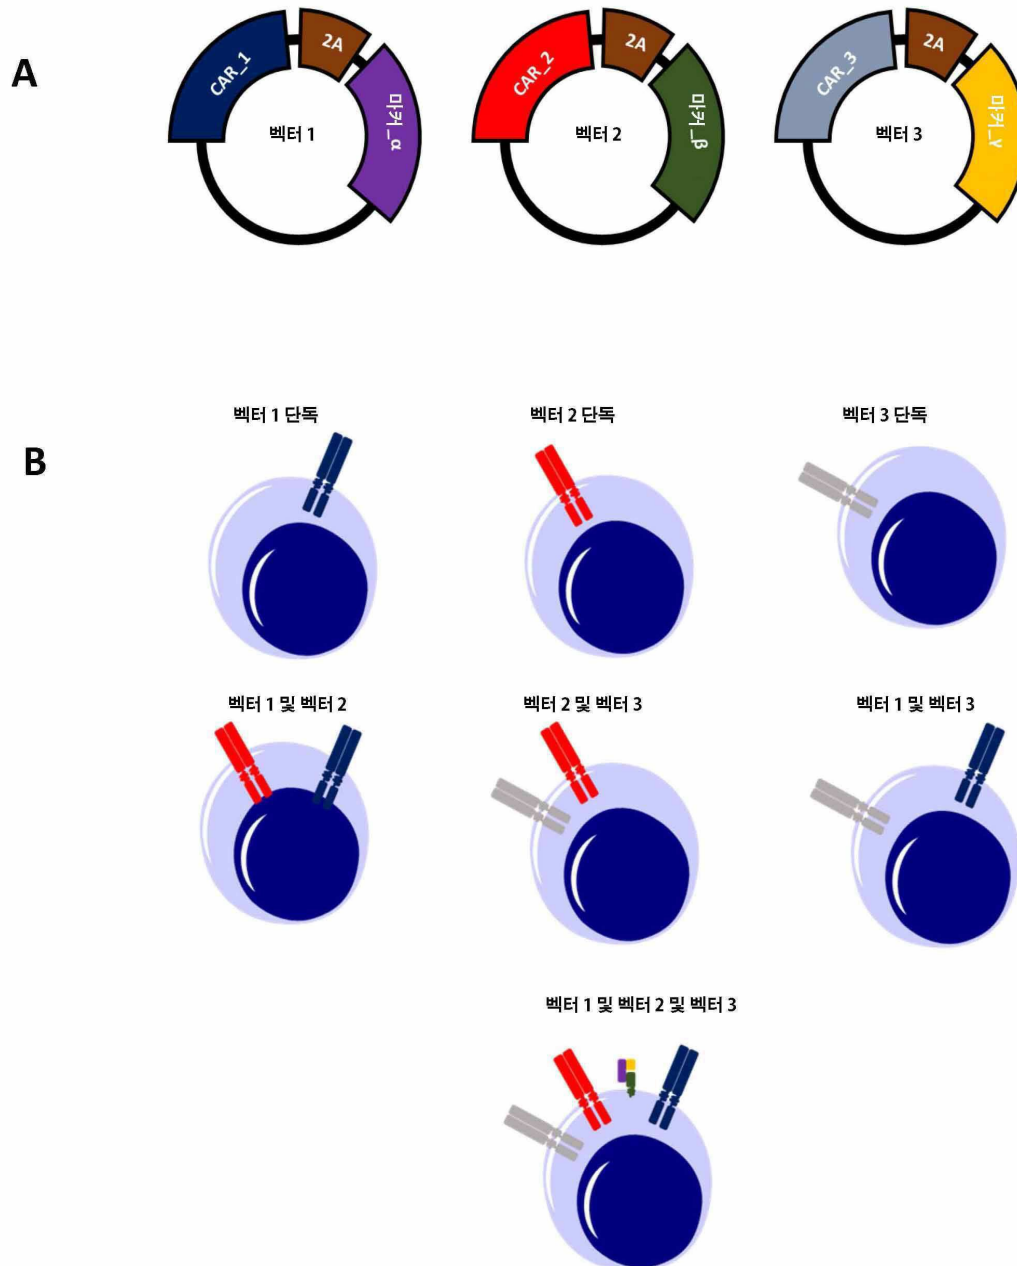 A
CAR_1
2A
마커_α
벡터 1
CAR_2
2A
마커_β
벡터 2
CAR_3
2A
마커_γ
벡터 3
B
벡터 1 단독
벡터 2 단독
벡터 3 단독
벡터 1 및 벡터 2
벡터 2 및 벡터 3
벡터 1 및 벡터 3
벡터 1 및 벡터 2 및 벡터 3